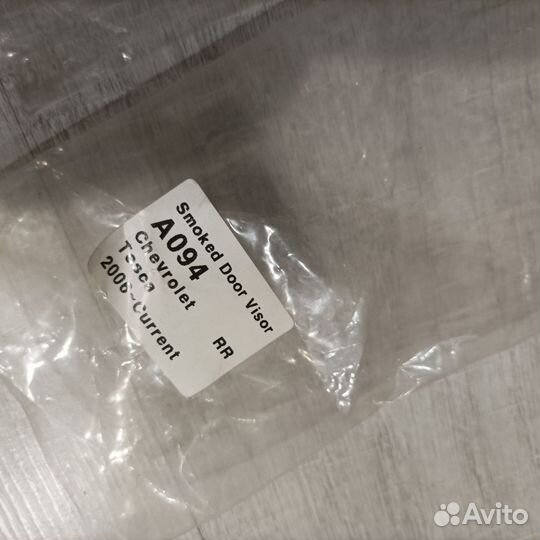 Smoked Door Visor
A094
Chevrolet
Tosca
2006~Current
RR
Avito